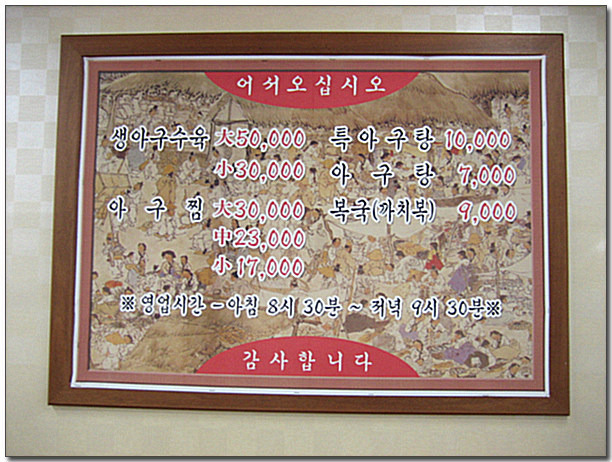 어서오십시오
생아구수육 大50,000
小30,000
아구찜 大30,000
中23,000
小17,000
특아구탕 10,000
아구탕 7,000
복국(까치복) 9,000
※영업시간 - 아침 8시 30분 ~ 저녁 9시 30분※
감사합니다